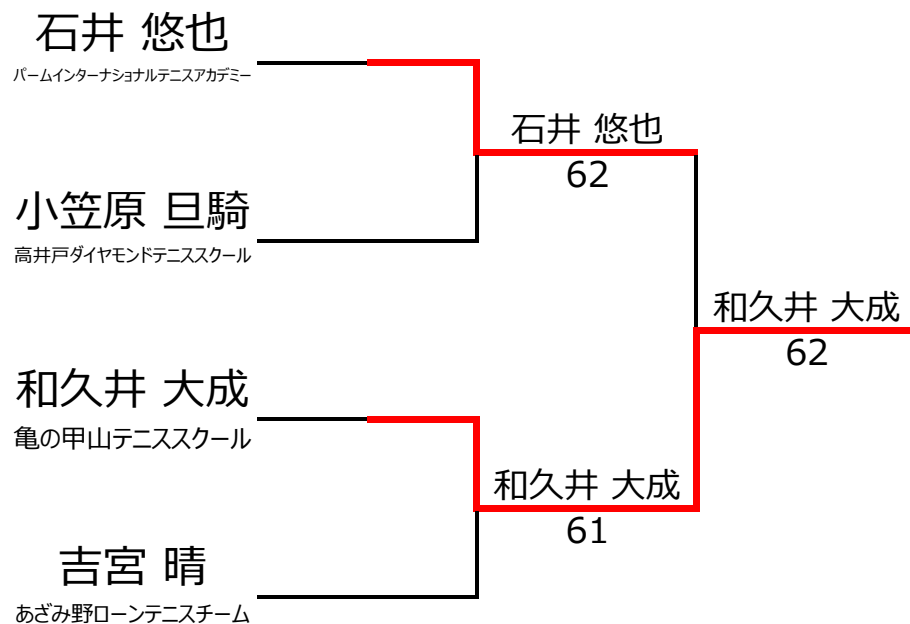 石井 悠也
パームインターナショナルテニスアカデミー
石井 悠也
62
小笠原 旦騎
高井戸ダイヤモンドテニススクール
和久井 大成
62
和久井 大成
亀の甲山テニススクール
和久井 大成
61
吉宮 晴
あざみ野ローンテニスチーム